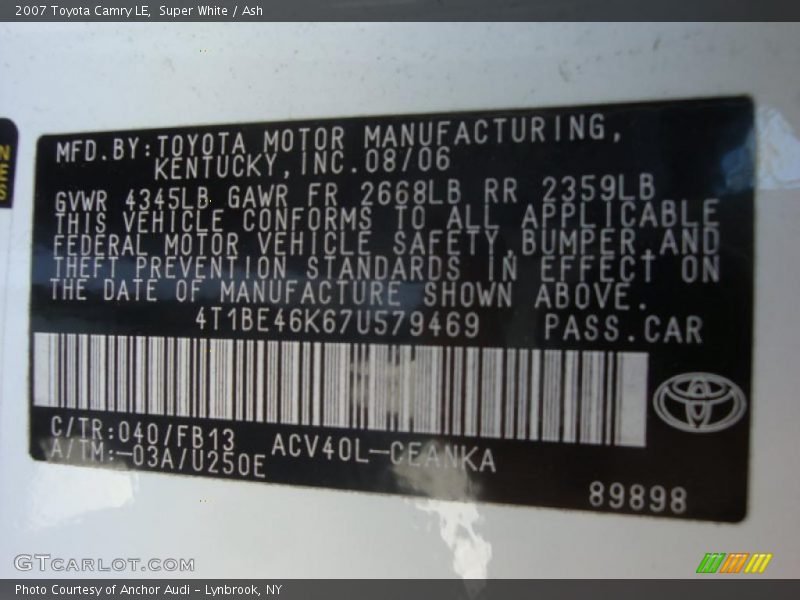 2007 Toyota Camry LE, Super White / Ash
NES
MFD.BY:TOYOTA MOTOR MANUFACTURING,
KENTUCKY,INC.08/06
GVWR 4345LB GAWR FR 2668LB RR 2359LB
THIS VEHICLE CONFORMS TO ALL APPLICABLE
FEDERAL MOTOR VEHICLE SAFETY,BUMPER,AND
THEFT PREVENTION STANDARDS IN EFFECT ON
THE DATE OF MANUFACTURE SHOWN ABOVE.
4T1BE46K67U579469 PASS.CAR
C/TR:040/FB13 ACV40L-CEANKA
A/TM:-03A/U250E
89898
GTCARLOT.COM
Photo Courtesy of Anchor Audi - Lynbrook, NY